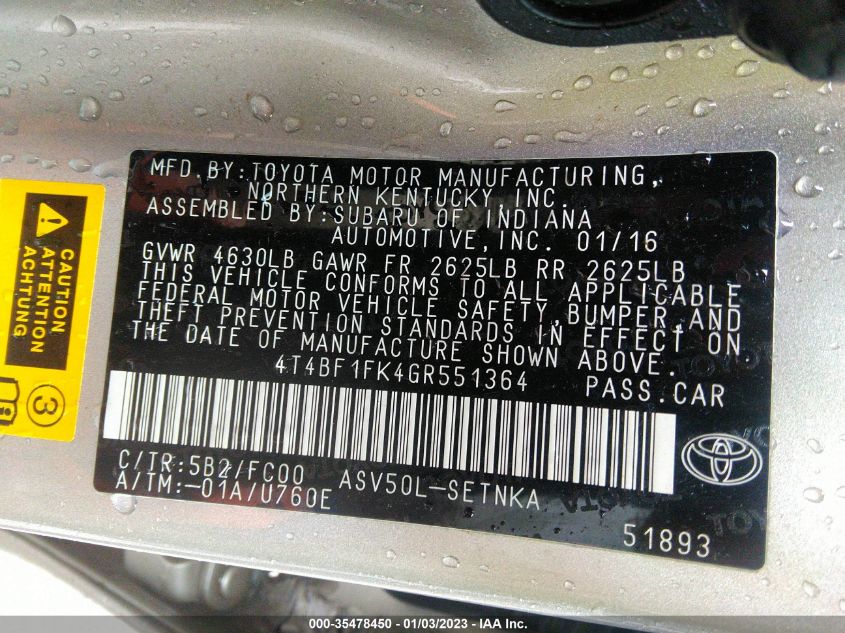 MFD.BY:TOYOTA MOTOR MANUFACTURING,
NORTHERN KENTUCKY INC.
ASSEMBLED BY:SUBARU OF INDIANA
AUTOMOTIVE,INC. 01/16
GVWR 4630LB GAWR FR 2625LB RR 2625LB
THIS VEHICLE CONFORMS TO ALL APPLICABLE
FEDERAL MOTOR VEHICLE SAFETY,BUMPER,AND
THEFT PREVENTION STANDARDS IN EFFECT ON
THE DATE OF MANUFACTURE SHOWN ABOVE.
4T4BF1FK4GR551364 PASS.CAR
C/TR:5B2/FC00 ASV50L-SETNKA
A/TM:-01A/U760E
51893
TOYOTA
CAUTION
ATTENTION
ACHTUNG
3
000-35478450 - 01/03/2023 - IAA Inc.